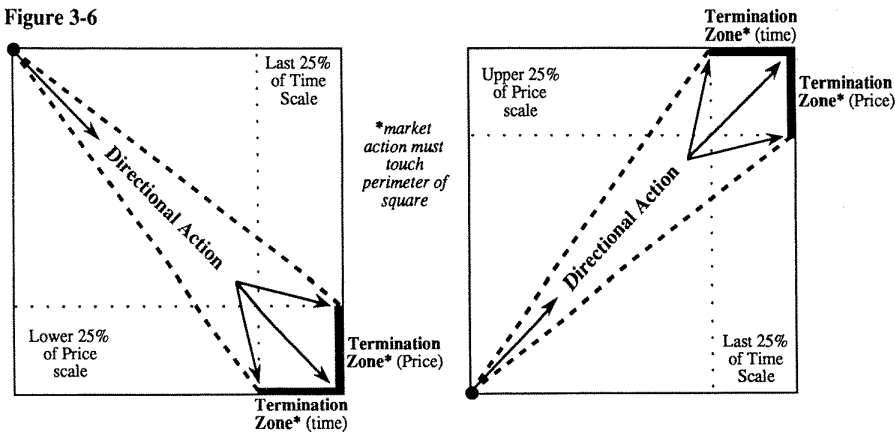 Figure 3-6
Last 25%
of Time
Scale
Directional Action
Lower 25%
of Price
scale
Termination
Zone* (Price)
Termination
Zone* (time)
*market
action must
touch
perimeter of
square
Termination
Zone* (time)
Upper 25%
of Price
scale
Termination
Zone* (Price)
Directional Action
Last 25%
of Time
Scale